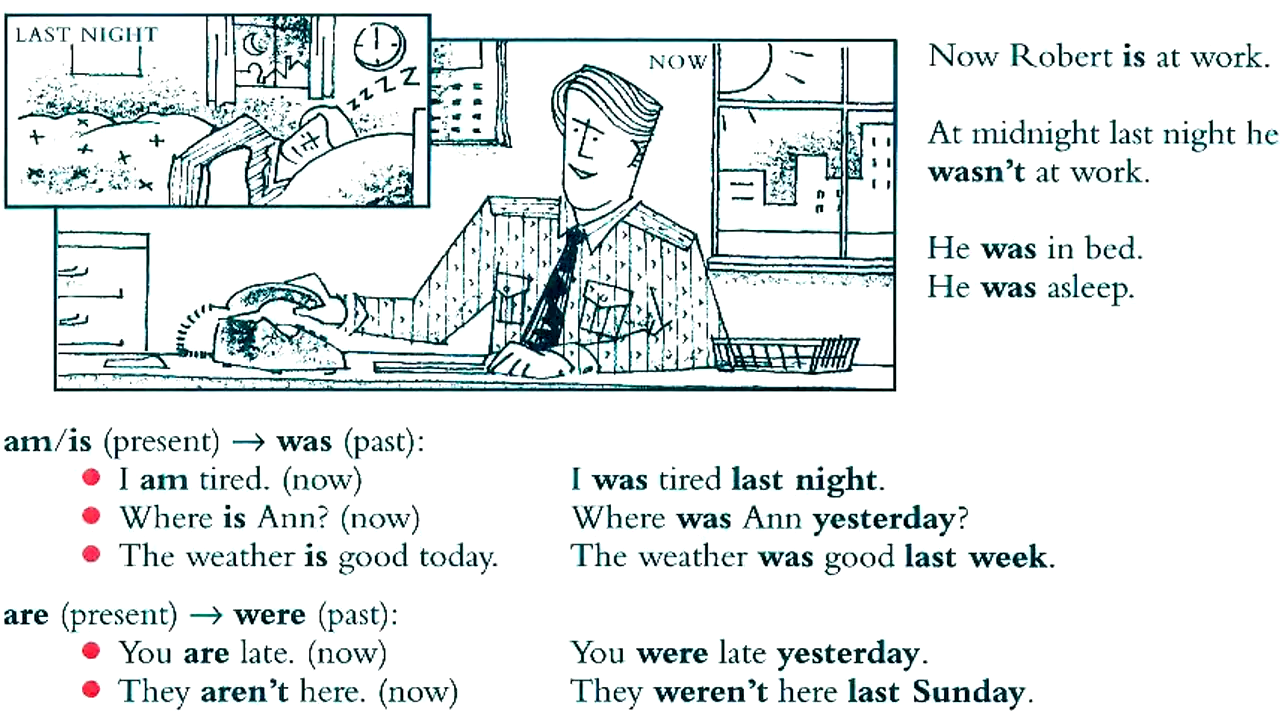 LAST NIGHT
zzzZZ
NOW
Now Robert is at work.
At midnight last night he
wasn't at work.
He was in bed.
He was asleep.
am/is (present) → was (past):
I am tired. (now) I was tired last night.
Where is Ann? (now) Where was Ann yesterday?
The weather is good today. The weather was good last week.
are (present) → were (past):
You are late. (now) You were late yesterday.
They aren't here. (now) They weren't here last Sunday.